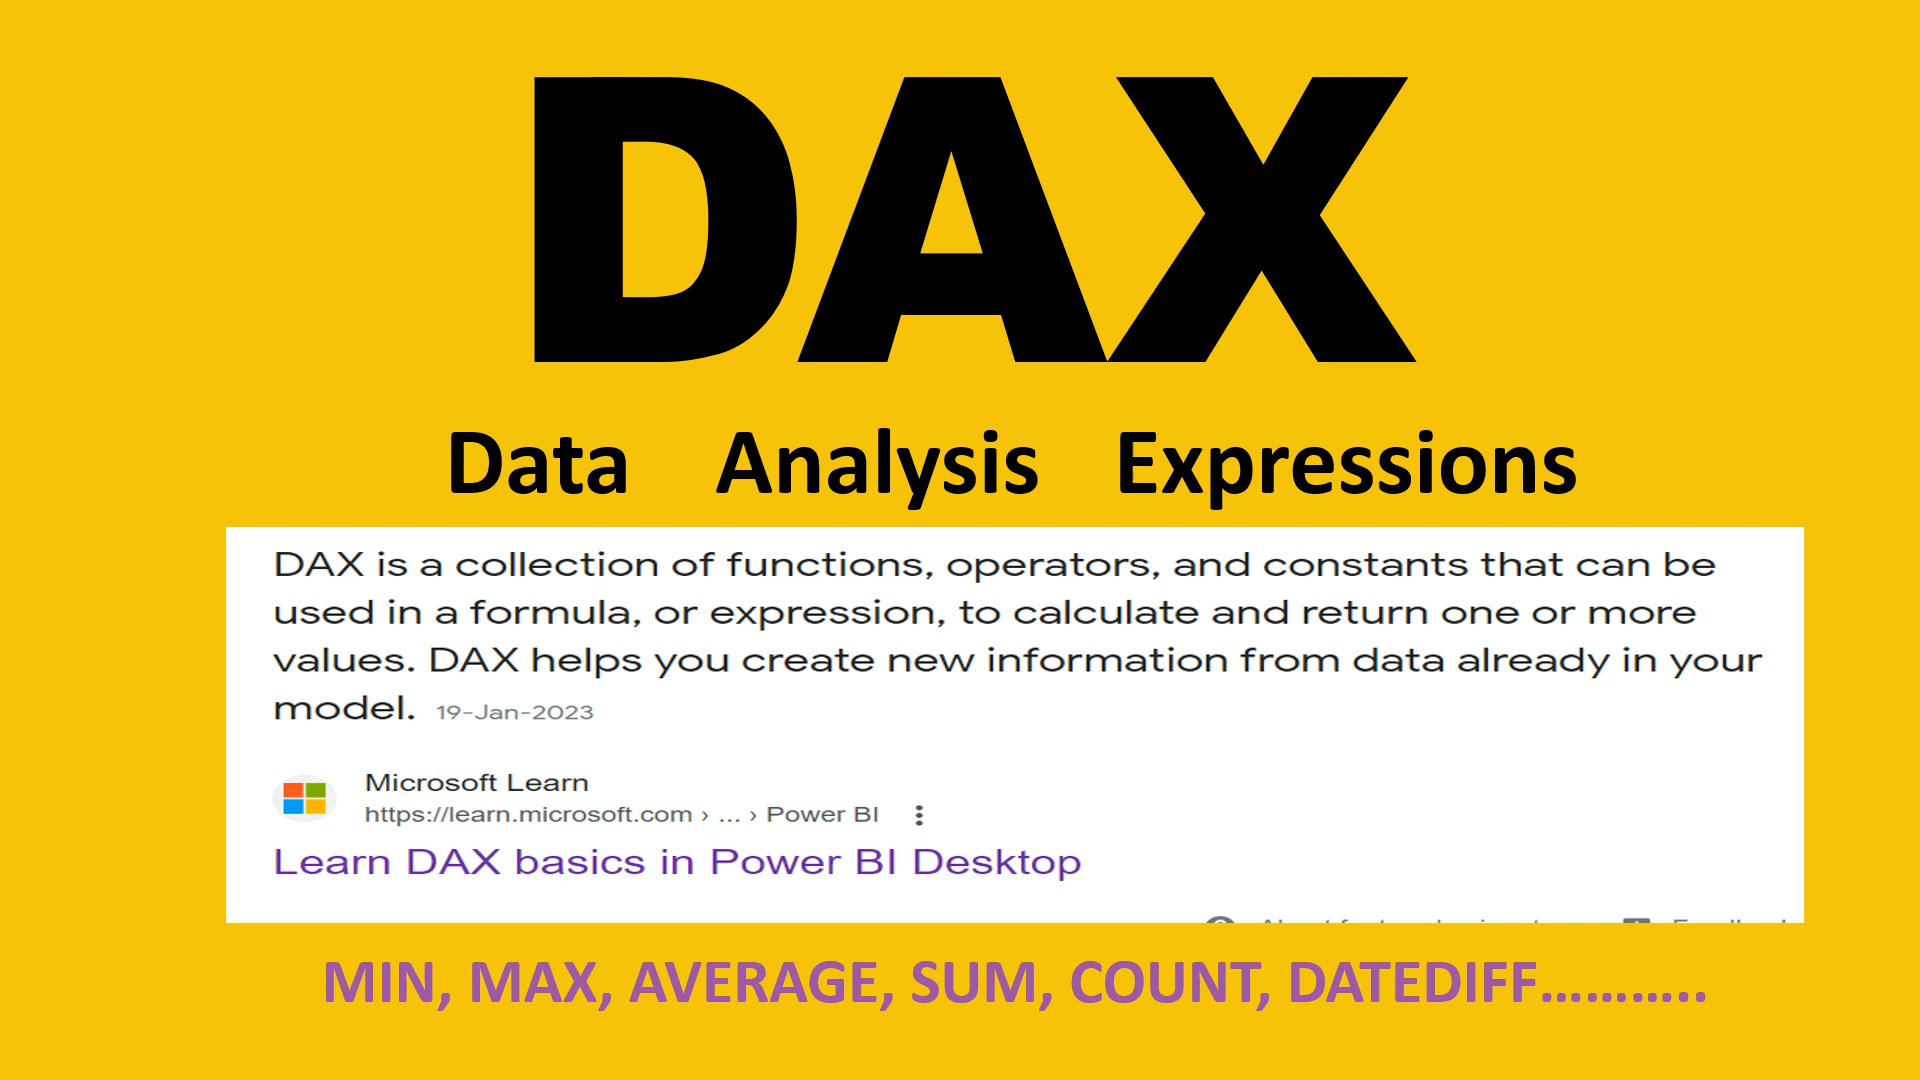 DAX
Data Analysis Expressions
DAX is a collection of functions, operators, and constants that can be
used in a formula, or expression, to calculate and return one or more
values. DAX helps you create new information from data already in your
model. 19-Jan-2023
Microsoft Learn
https://learn.microsoft.com › ... › Power BI
Learn DAX basics in Power BI Desktop
MIN, MAX, AVERAGE, SUM, COUNT, DATEDIFF………..